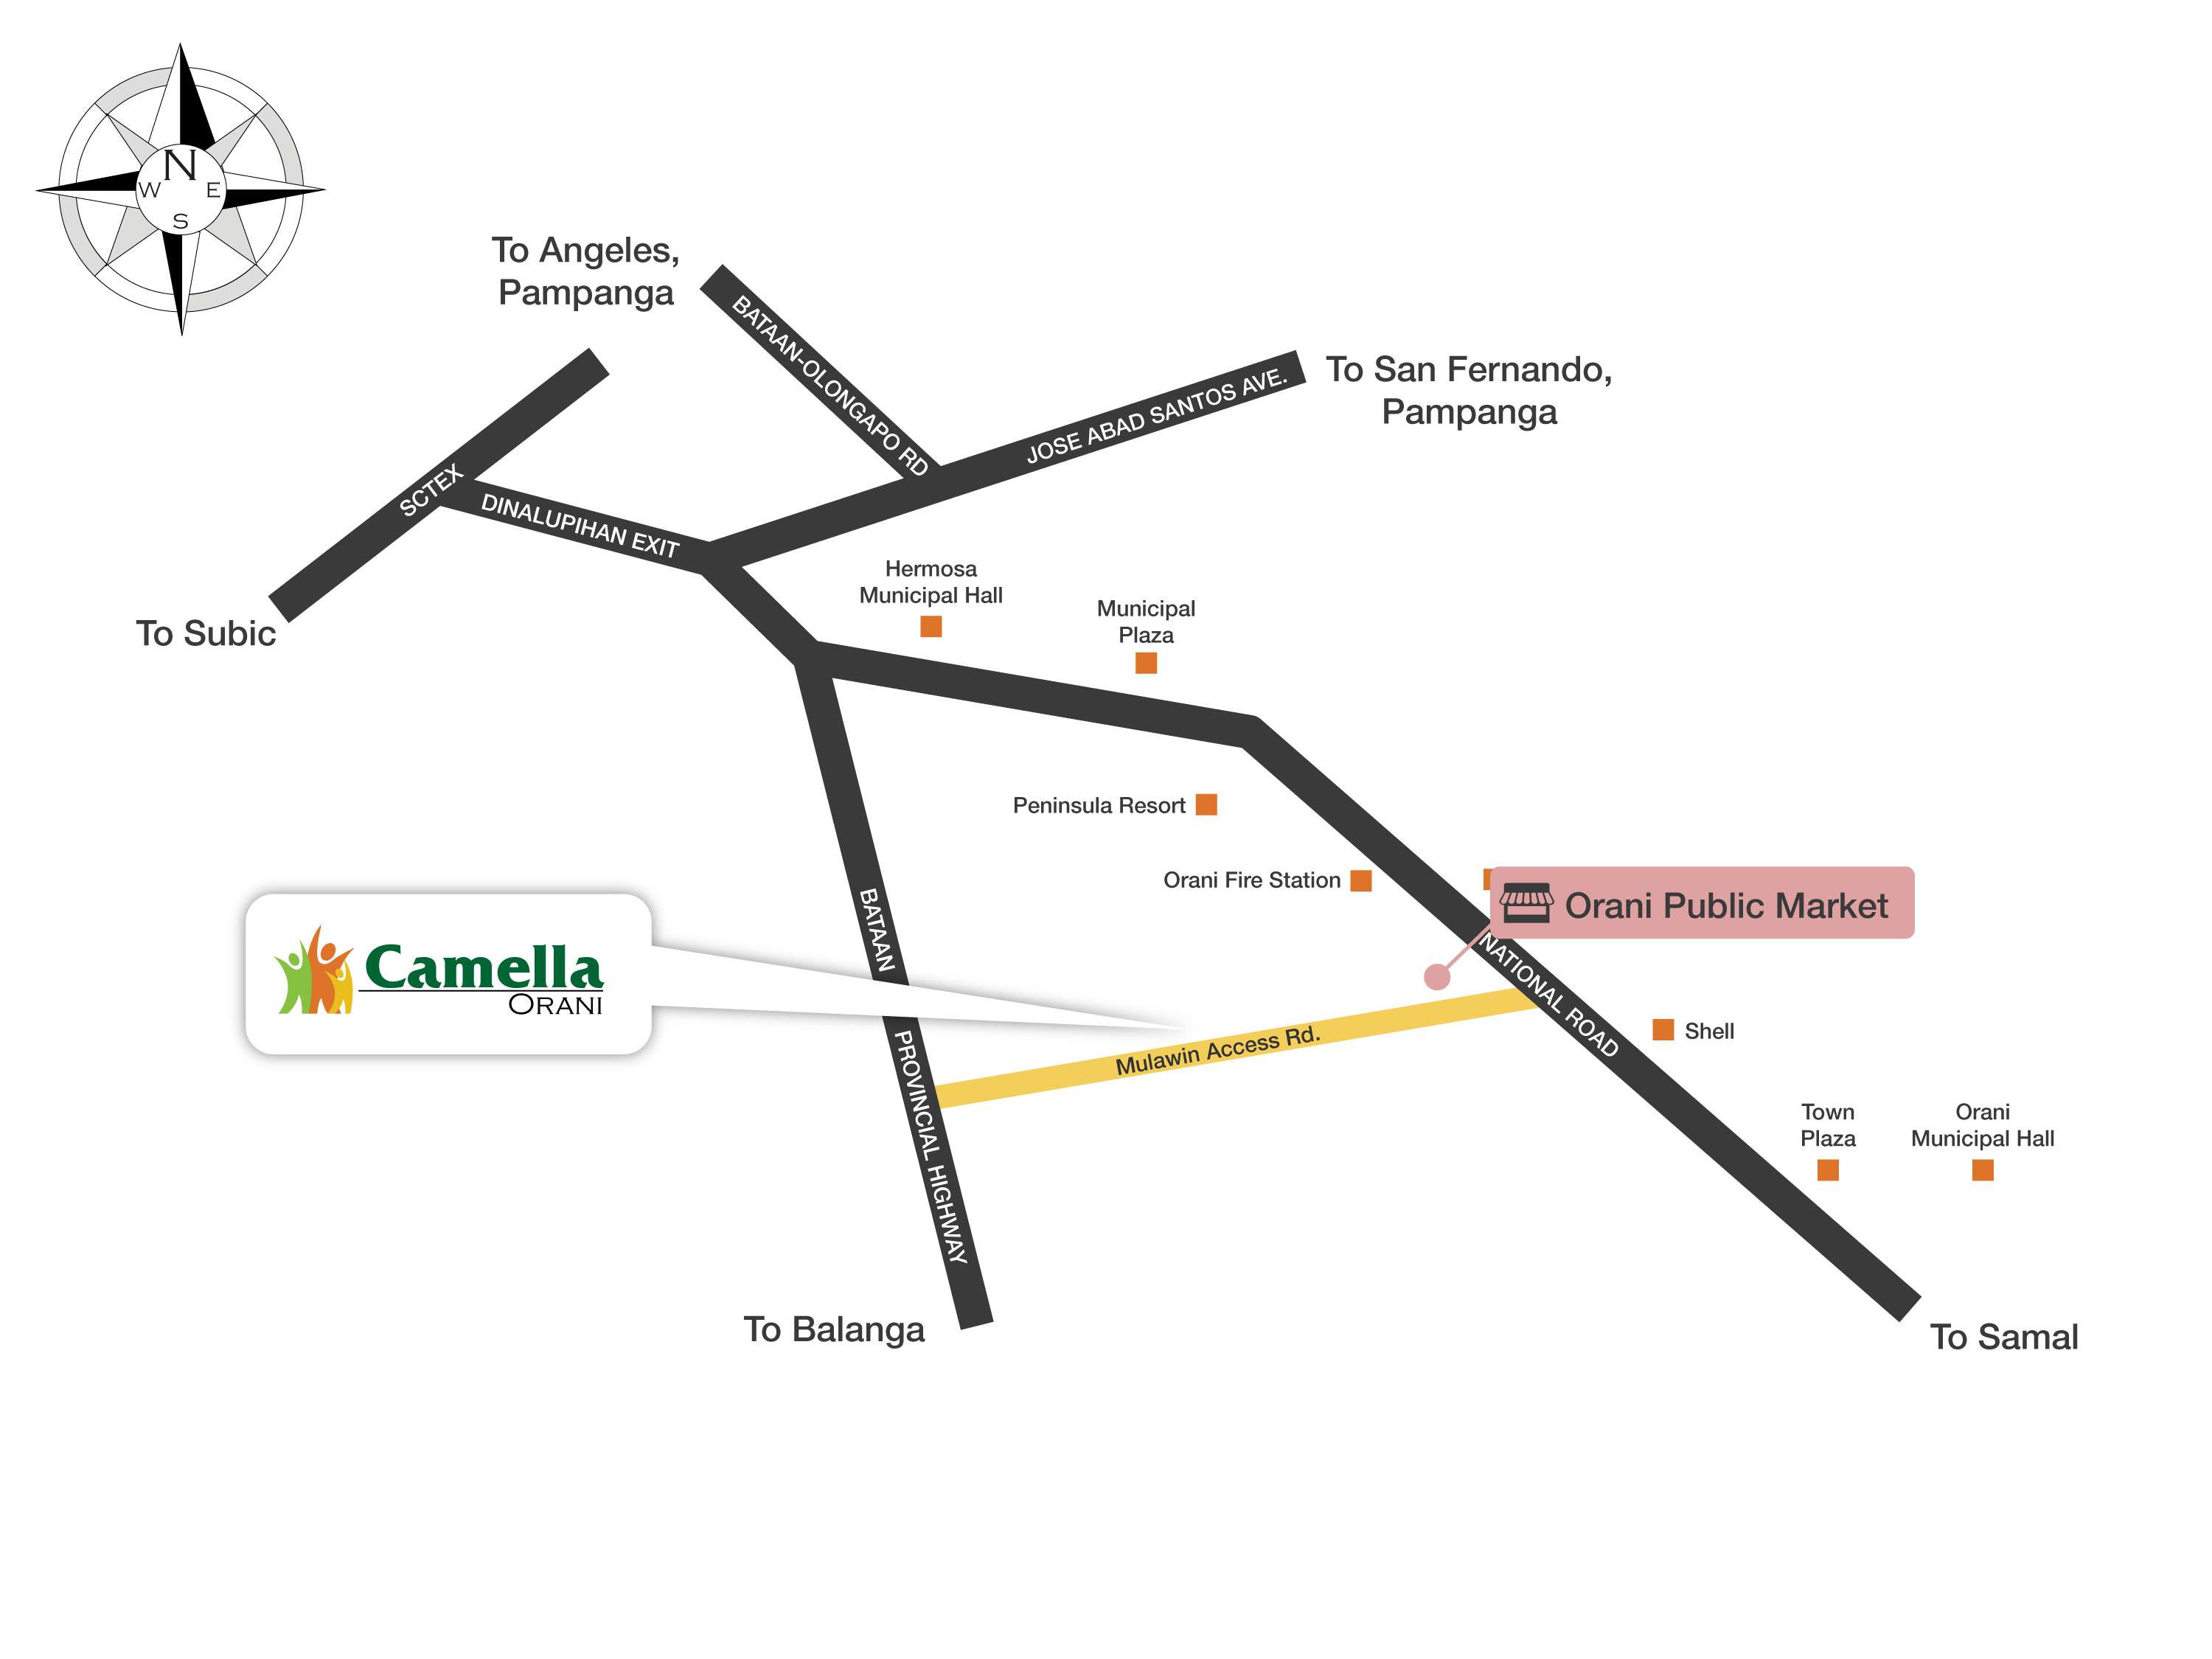 N
W E
S
To Angeles,
Pampanga
BATAAN-OLONGAPO RD
JOSE ABAD SANTOS AVE.
To San Fernando,
Pampanga
SCTEX
DINALUPIHAN EXIT
To Subic
Hermosa
Municipal Hall
Municipal
Plaza
Peninsula Resort
Orani Fire Station
Orani Public Market
BATAAN PROVINCIAL HIGHWAY
NATIONAL ROAD
Camella
ORANI
Mulawin Access Rd.
Shell
Town
Plaza
Orani
Municipal Hall
To Balanga
To Samal